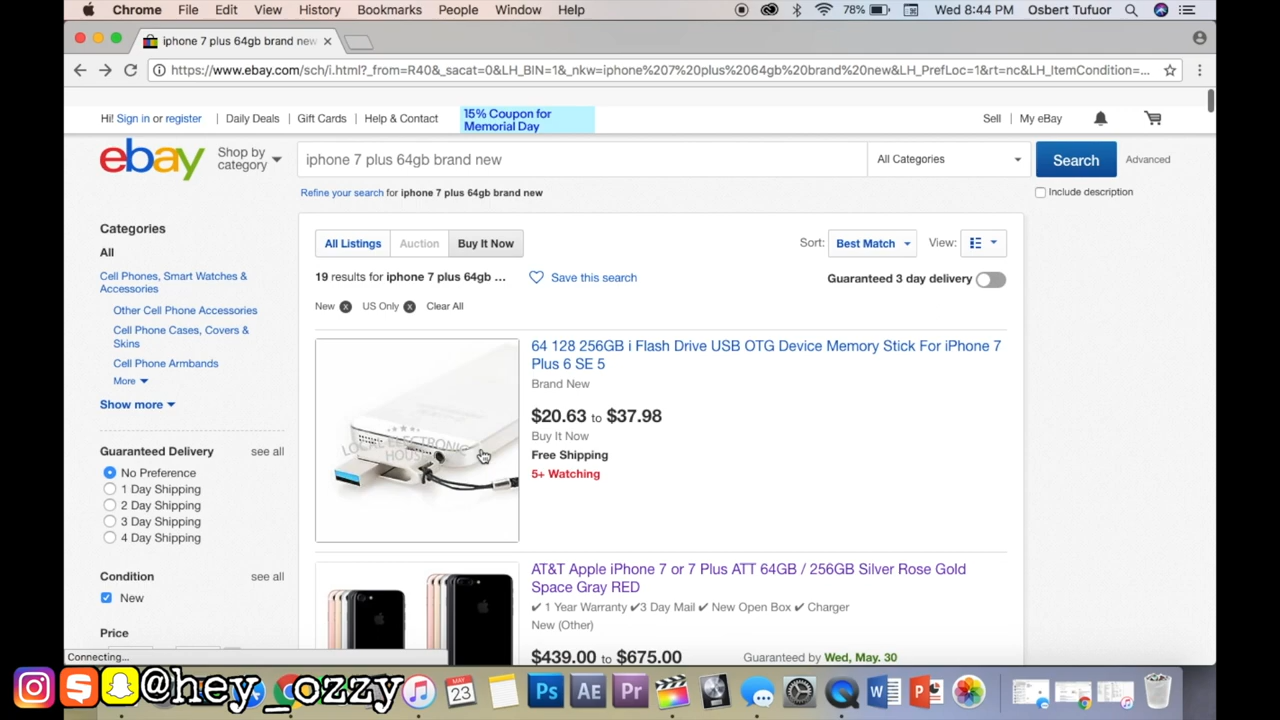 Chrome File Edit View History Bookmarks People Window Help 78% Wed 8:44 PM Osbert Tufuor
iphone 7 plus 64gb brand new
https://www.ebay.com/sch/i.html?_from=R40&_sacat=0&LH_BIN=1&_nkw=iphone%207%20plus%2064gb%20brand%20new&LH_PrefLoc=1&rt=nc&LH_ItemCondition=...
Hi! Sign in or register Daily Deals Gift Cards Help & Contact 15% Coupon for Memorial Day Sell My eBay
ebay Shop by category iphone 7 plus 64gb brand new All Categories Search Advanced
Refine your search for iphone 7 plus 64gb brand new Include description
Categories
All
Cell Phones, Smart Watches &
Accessories
Other Cell Phone Accessories
Cell Phone Cases, Covers &
Skins
Cell Phone Armbands
More
Show more
Guaranteed Delivery see all
No Preference
1 Day Shipping
2 Day Shipping
3 Day Shipping
4 Day Shipping
Condition see all
New
Price
All Listings Auction Buy It Now Sort: Best Match View:
19 results for iphone 7 plus 64gb ... Save this search Guaranteed 3 day delivery
New US Only Clear All
LOCAL ELECTRONIC
HOUSE
64 128 256GB i Flash Drive USB OTG Device Memory Stick For iPhone 7
Plus 6 SE 5
Brand New
$20.63 to $37.98
Buy It Now
Free Shipping
5+ Watching
AT&T Apple iPhone 7 or 7 Plus ATT 64GB / 256GB Silver Rose Gold
Space Gray RED
✔ 1 Year Warranty ✔3 Day Mail ✔ New Open Box ✔ Charger
New (Other)
$439.00 to $675.00 Guaranteed by Wed, May. 30
Connecting...
@hey_ozzy
MAY
23
Ps AE Pr W P